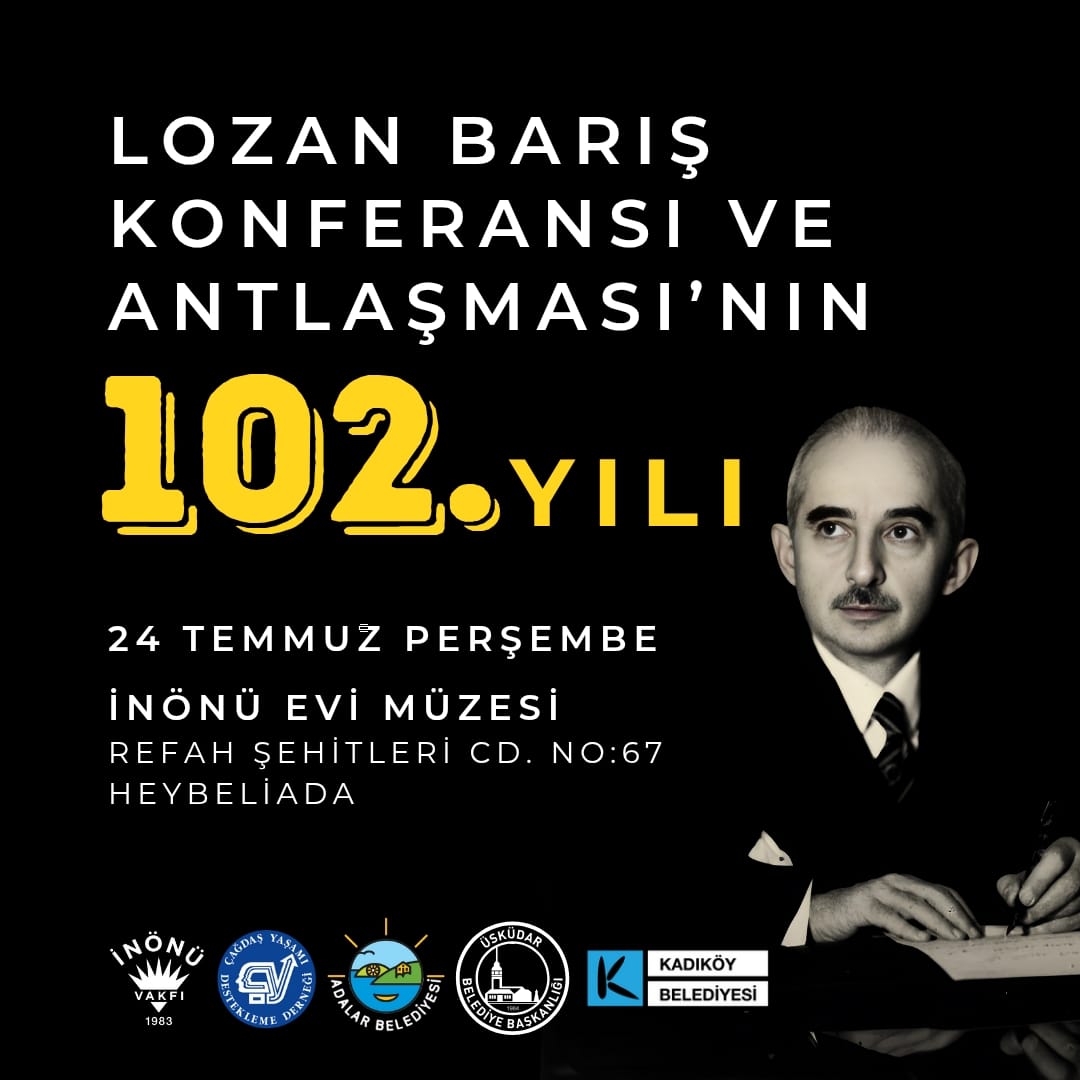 LOZAN BARIŞ
KONFERANSI VE
ANTLAŞMASI’NIN
102.YILI
24 TEMMUZ PERŞEMBE
İNÖNÜ EVİ MÜZESİ
REFAH ŞEHİTLERİ CD. NO:67
HEYBELİADA
İNÖNÜ
VAKFI
1983
ÇAĞDAŞ YAŞAMI
DESTEKLEME DERNEĞİ
ADALAR BELEDİYESİ
ÜSKÜDAR
BELEDİYE BAŞKANLIĞI
1984
KADIKÖY
BELEDİYESİ